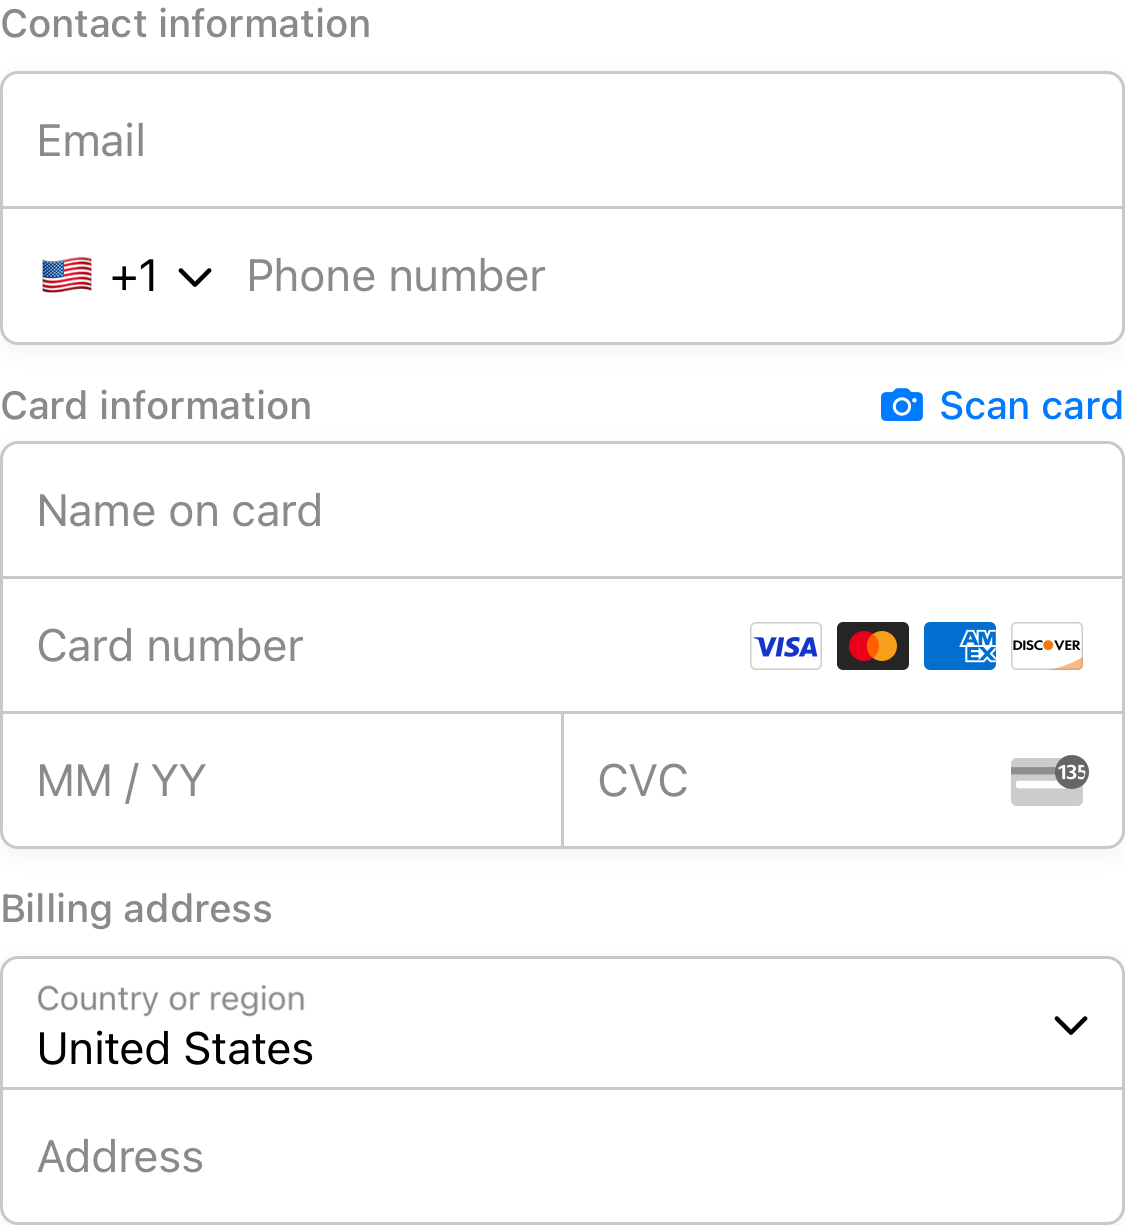 Contact information
Email
+1 Phone number
Card information Scan card
Name on card
Card number VISA AM EX DISCOVER
MM / YY CVC 135
Billing address
Country or region
United States
Address